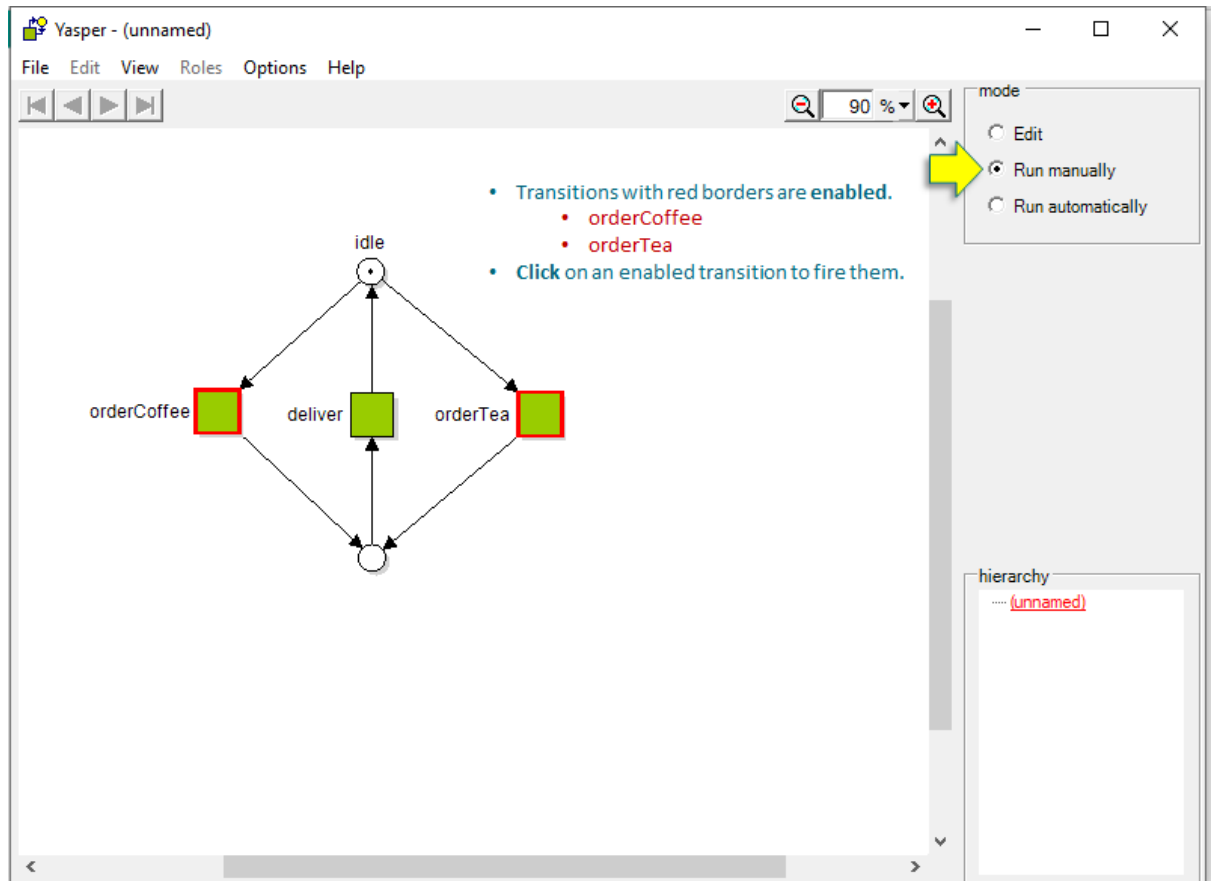 Yasper - (unnamed)
File Edit View Roles Options Help
90 %
mode
Edit
Run manually
Run automatically
• Transitions with red borders are enabled.
• orderCoffee
• orderTea
• Click on an enabled transition to fire them.
idle
orderCoffee
deliver
orderTea
hierarchy
(unnamed)